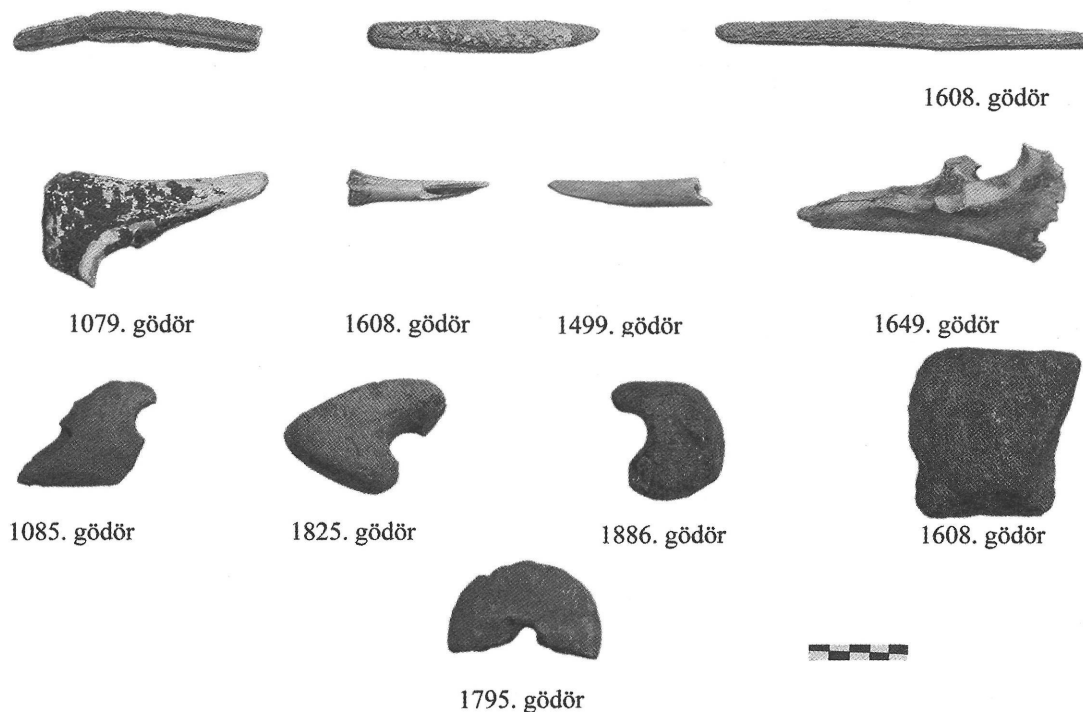 1608. gödör
1079. gödör
1608. gödör
1499. gödör
1649. gödör
1085. gödör
1825. gödör
1886. gödör
1608. gödör
1795. gödör